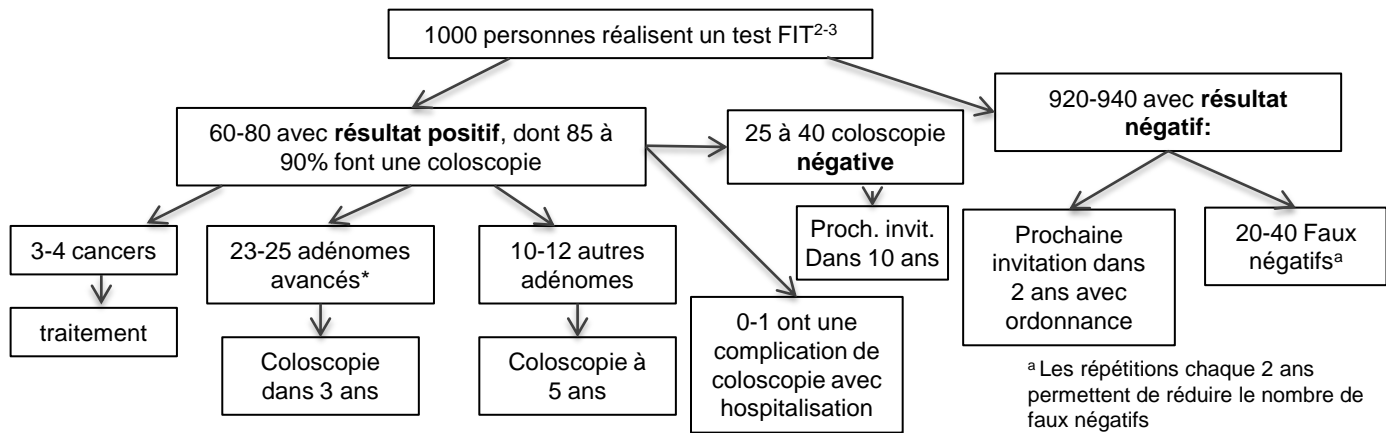 1000 personnes réalisent un test FIT2-3
60-80 avec résultat positif, dont 85 à
90% font une coloscopie
25 à 40 coloscopie
négative
920-940 avec résultat
négatif:
3-4 cancers
23-25 adénomes
avancés*
10-12 autres
adénomes
Proch. invit.
Dans 10 ans
Prochaine
invitation dans
2 ans avec
ordonnance
20-40 Faux
négatifsa
traitement
Coloscopie
dans 3 ans
Coloscopie à
5 ans
0-1 ont une
complication de
coloscopie avec
hospitalisation
a Les répétitions chaque 2 ans
permettent de réduire le nombre de
faux négatifs